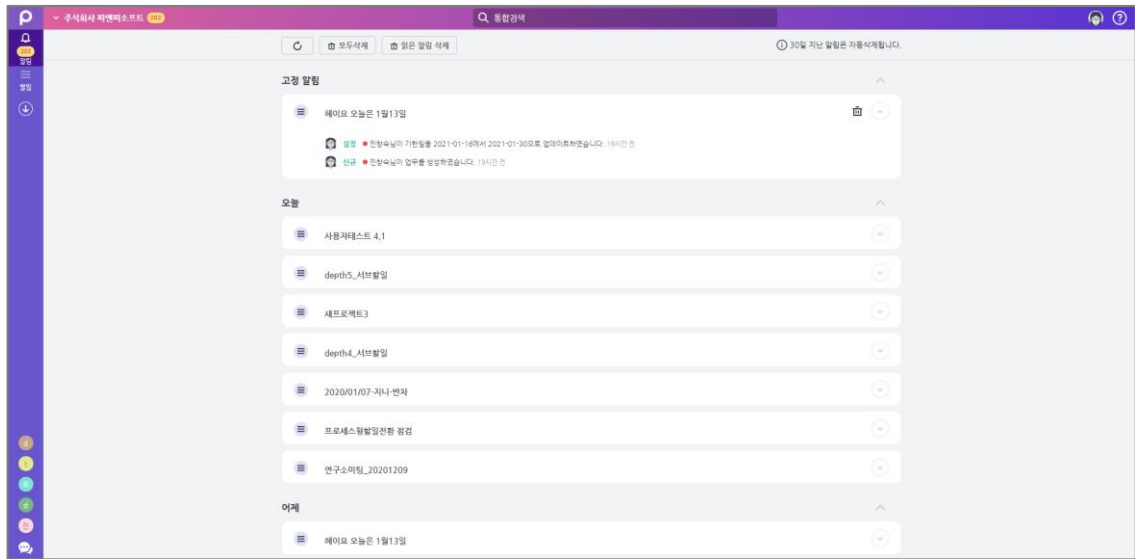 주식회사 피앤피소프트 282
통합검색
282
알림
할일
모두삭제
읽은 알림 삭제
30일 지난 알림은 자동삭제됩니다.
고정 알림
헤이요 오늘은 1월13일
설정 전창숙님이 기한일을 2021-01-16에서 2021-01-30으로 업데이트하였습니다. 19시간 전
신규 전창숙님이 업무를 생성하였습니다. 19시간 전
오늘
사용자테스트 4.1
depth5_서브할일
새프로젝트3
depth4_서브할일
2020/01/07-지니-반차
프로세스형할일전환 점검
연구소미팅_20201209
d
T
d
어제
헤이요 오늘은 1월13일